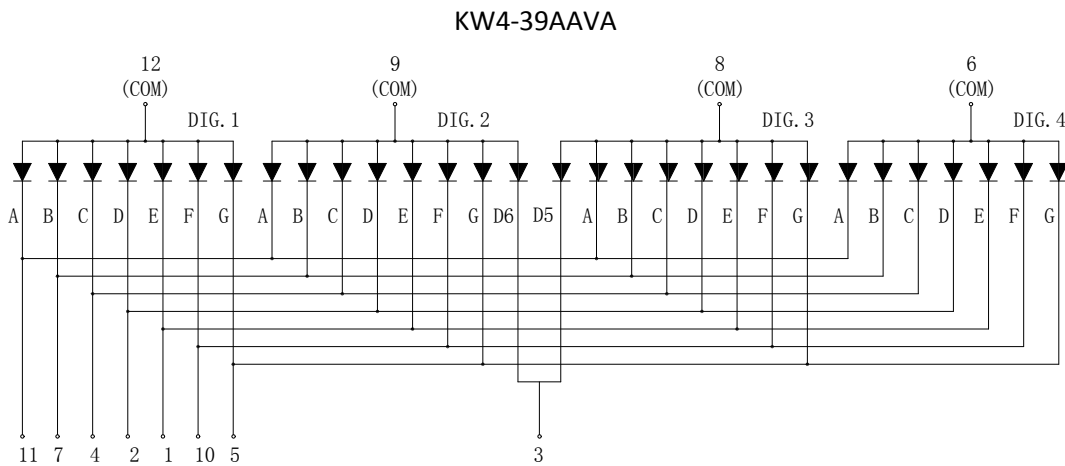 KW4-39AAVA
12 9 8 6
(COM) (COM) (COM) (COM)
DIG.1 DIG.2 DIG.3 DIG.4
A B C D E F G A B C D E F G D6 D5 A B C D E F G A B C D E F G
11 7 4 2 1 10 5 3